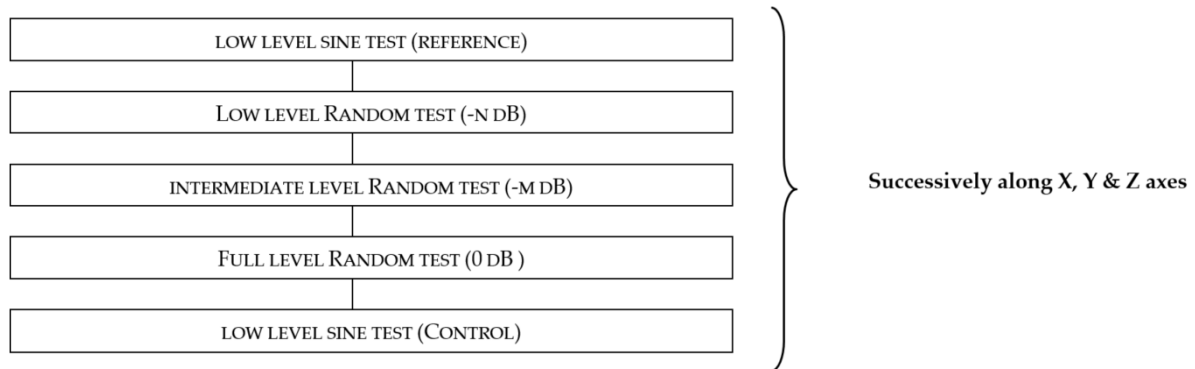 LOW LEVEL SINE TEST (REFERENCE)
LOW LEVEL RANDOM TEST (-N DB)
INTERMEDIATE LEVEL RANDOM TEST (-M DB)
Successively along X, Y & Z axes
FULL LEVEL RANDOM TEST (0 DB )
LOW LEVEL SINE TEST (CONTROL)